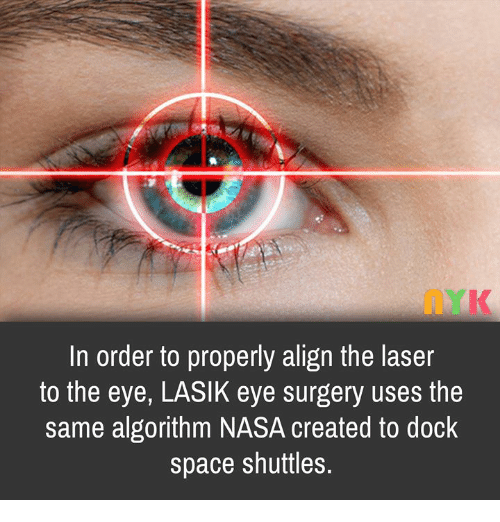 nYK
In order to properly align the laser
to the eye, LASIK eye surgery uses the
same algorithm NASA created to dock
space shuttles.